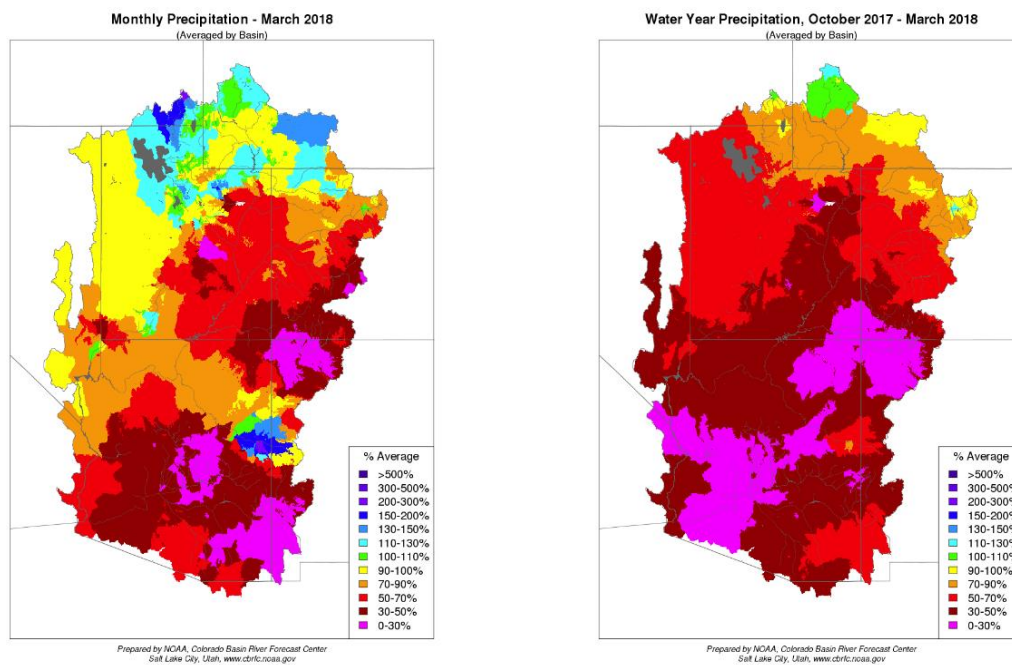 Monthly Precipitation - March 2018
(Averaged by Basin)
% Average
>500%
300-500%
200-300%
150-200%
130-150%
110-130%
100-110%
90-100%
70-90%
50-70%
30-50%
0-30%
Prepared by NOAA, Colorado Basin River Forecast Center
Salt Lake City, Utah, www.cbrfc.noaa.gov
Water Year Precipitation, October 2017 - March 2018
(Averaged by Basin)
% Average
>500%
300-500%
200-300%
150-200%
130-150%
110-130%
100-110%
90-100%
70-90%
50-70%
30-50%
0-30%
Prepared by NOAA, Colorado Basin River Forecast Center
Salt Lake City, Utah, www.cbrfc.noaa.gov